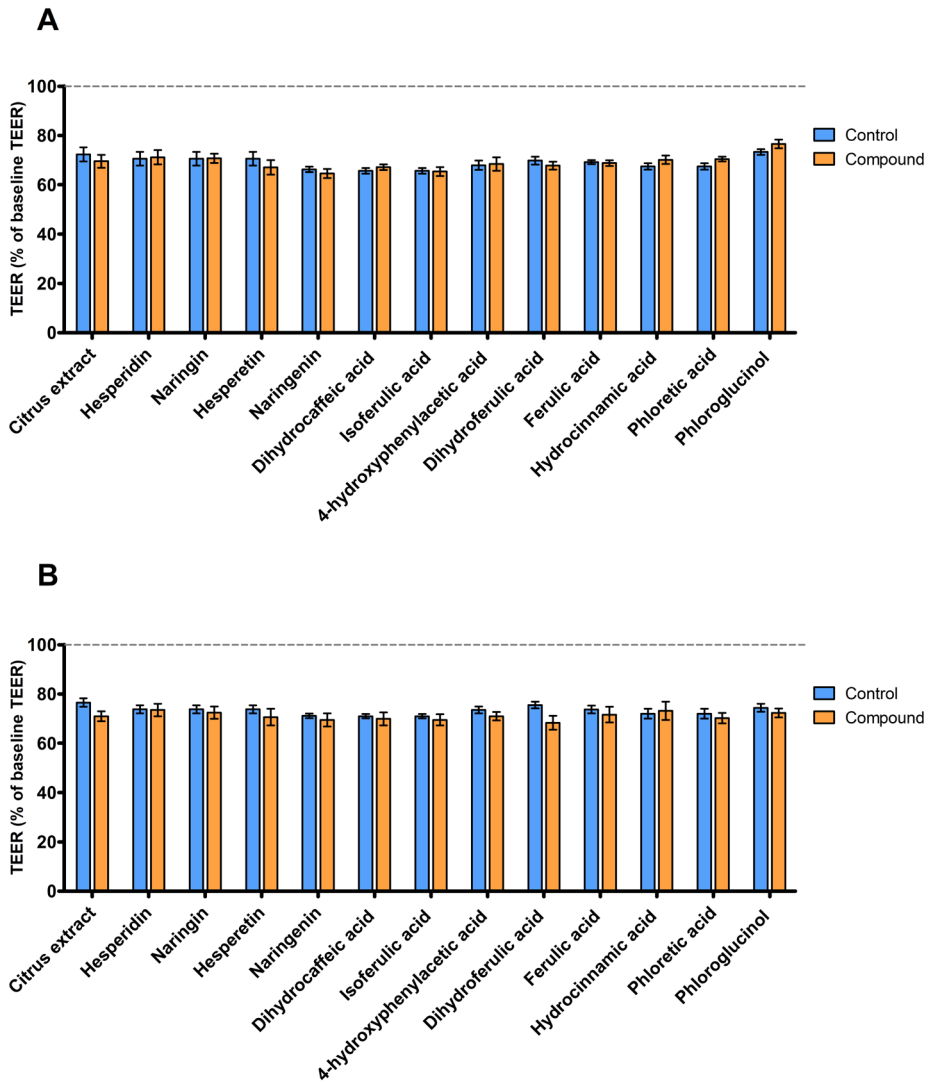 A
TEER (% of baseline TEER)
100
80
60
40
20
0
Control
Compound
Citrus extract
Hesperidin
Naringin
Hesperetin
Naringenin
Dihydrocaffeic acid
Isoferulic acid
4-hydroxyphenylacetic acid
Dihydroferulic acid
Ferulic acid
Hydrocinnamic acid
Phloretic acid
Phloroglucinol
B
TEER (% of baseline TEER)
100
80
60
40
20
0
Control
Compound
Citrus extract
Hesperidin
Naringin
Hesperetin
Naringenin
Dihydrocaffeic acid
Isoferulic acid
4-hydroxyphenylacetic acid
Dihydroferulic acid
Ferulic acid
Hydrocinnamic acid
Phloretic acid
Phloroglucinol